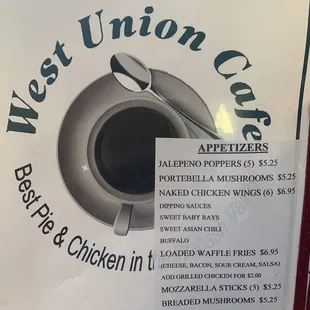 West Union Cafe
Best Pie & Chicken in t
APPETIZERS
JALEPENO POPPERS (5) $5.25
PORTEBELLA MUSHROOMS $5.25
NAKED CHICKEN WINGS (6) $6.95
DIPPING SAUCES
SWEET BABY RAYS
SWEET ASIAN CHILI
BUFFALO
LOADED WAFFLE FRIES $6.95
(CHEESE, BACON, SOUR CREAM, SALSA)
ADD GRILLED CHICKEN FOR $2.00
MOZZARELLA STICKS (5) $5.25
BREADED MUSHROOMS $5.25